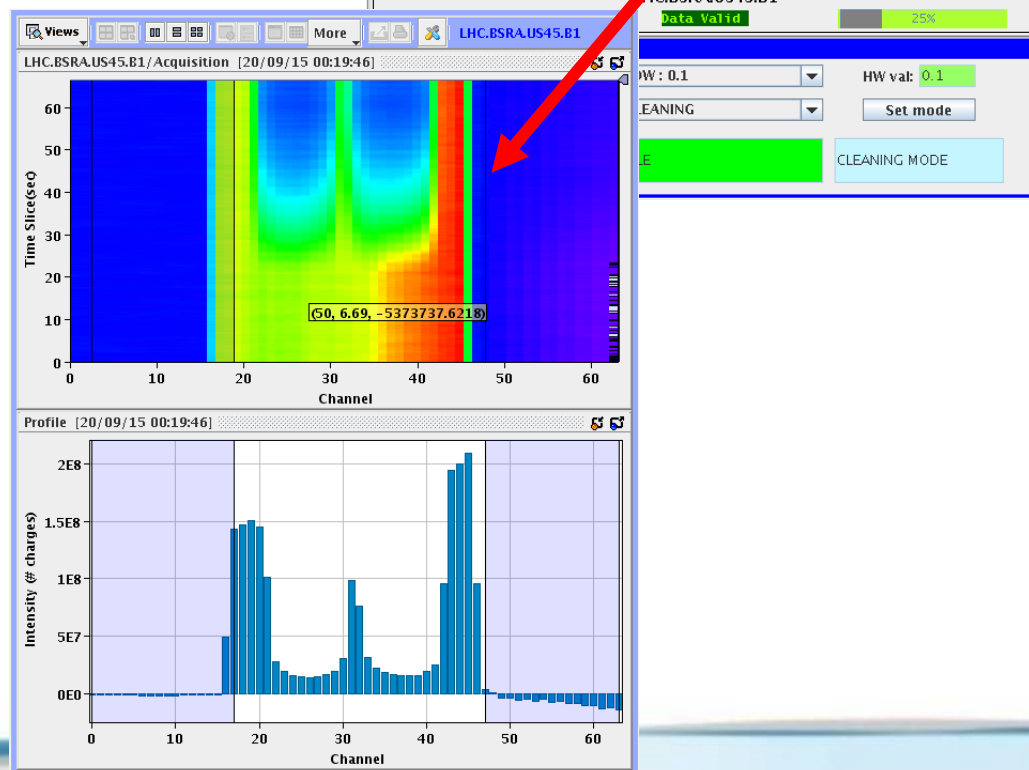 Data Valid
25%
Views
More
LHC.BSRA.US45.B1
LHC.BSRA.US45.B1/Acquisition [20/09/15 00:19:46]
60
50
40
30
20
10
0
Time Slice(sec)
(50, 6.69, -5373737.6218)
0 10 20 30 40 50 60
Channel
Profile [20/09/15 00:19:46]
2E8
1.5E8
1E8
5E7
0E0
Intensity (# charges)
0 10 20 30 40 50 60
Channel
: 0.1
HW val: 0.1
Set mode
CLEANING MODE